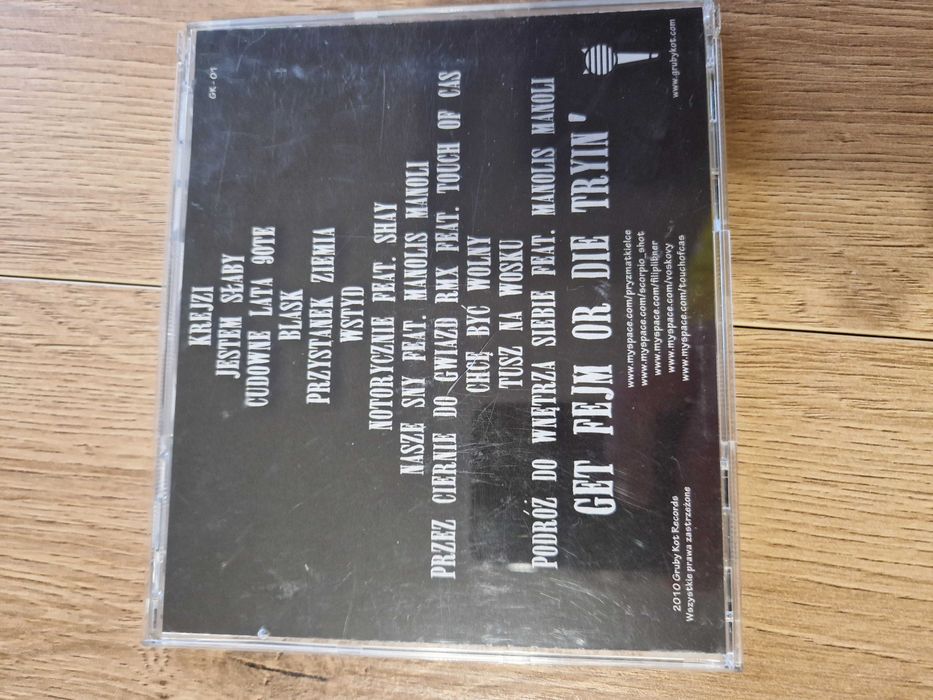 GK - 01
KREJZI
JESTEM SŁABY
CUDOWNE LATA 90TE
BLASK
PRZYSTANEK ZIEMIA
WSTYD
NOTORYCZNIE FEAT. SHAY
NASZĘ SNY FEAT. MANOLIS MANOLI
PRZEZ CIERNIE DO GWIAZD RMX FEAT. TOUCH OF CAS
CHCĘ BYĆ WOLNY
TUSZ NA WOSKU
PODRÓŻ DO WNĘTRZA SIEBIE FEAT. MANOLIS MANOLI
GET FEJM OR DIE TRYIN'
www.myspace.com/pryzmatkielce
www.myspace.com/scorpio_shot
www.myspace.com/filipfilner
www.myspace.com/voskovy
www.myspace.com/touchofcas
2010 Gruby Kot Records
Wszystkie prawa zastrzeżone
www.grubykot.com